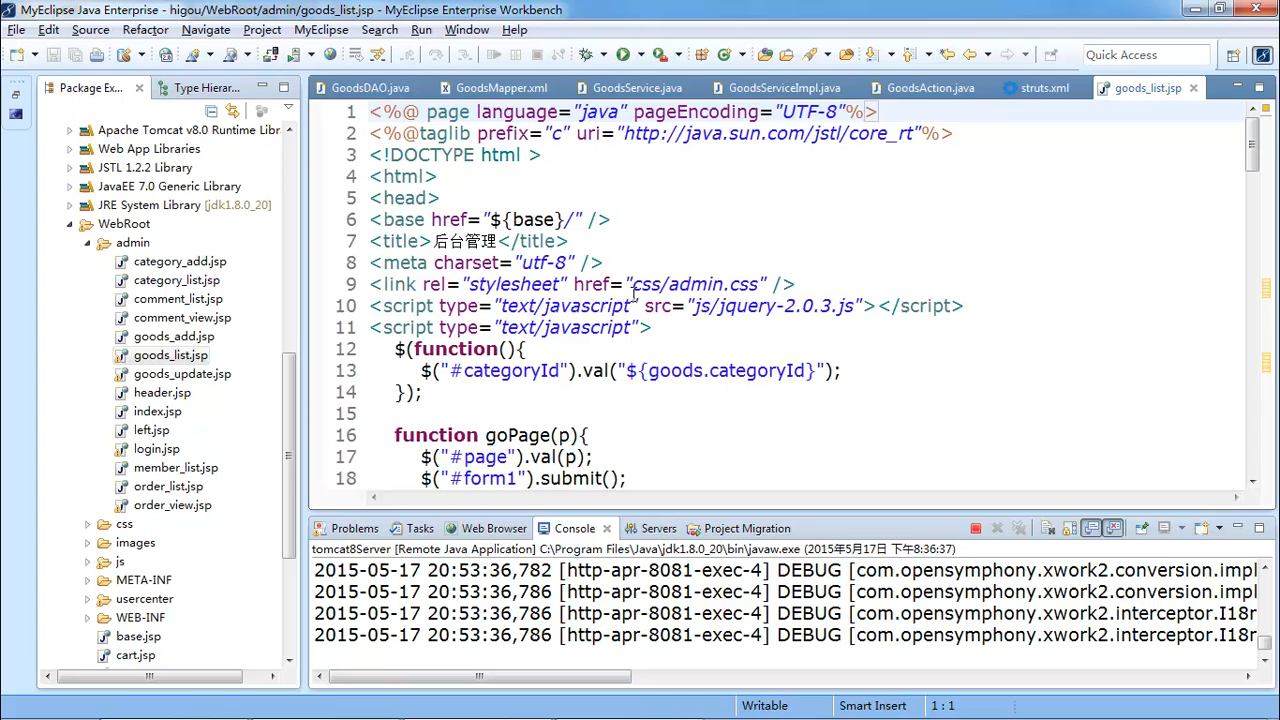 MyEclipse Java Enterprise - higou/WebRoot/admin/goods_list.jsp - MyEclipse Enterprise Workbench
File Edit Source Refactor Navigate Project MyEclipse Search Run Window Help
Quick Access
Package Ex...
Type Hierar...
Apache Tomcat v8.0 Runtime Libr
Web App Libraries
JSTL 1.2.2 Library
JavaEE 7.0 Generic Library
JRE System Library [jdk1.8.0_20]
WebRoot
admin
category_add.jsp
category_list.jsp
comment_list.jsp
comment_view.jsp
goods_add.jsp
goods_list.jsp
goods_update.jsp
header.jsp
index.jsp
left.jsp
login.jsp
member_list.jsp
order_list.jsp
order_view.jsp
css
images
js
META-INF
usercenter
WEB-INF
base.jsp
cart.jsp
GoodsDAO.java GoodsMapper.xml GoodsService.java GoodsServiceImpl.java GoodsAction.java struts.xml goods_list.jsp
1 <%@ page language="java" pageEncoding="UTF-8"%>
2 <%@taglib prefix="c" uri="http://java.sun.com/jstl/core_rt"%>
3 <!DOCTYPE html >
4 <html>
5 <head>
6 <base href="${base}/" />
7 <title>后台管理</title>
8 <meta charset="utf-8" />
9 <link rel="stylesheet" href="css/admin.css" />
10 <script type="text/javascript" src="js/jquery-2.0.3.js"></script>
11 <script type="text/javascript">
12 $(function(){
13 $("#categoryId").val("${goods.categoryId}");
14 });
15
16 function goPage(p){
17 $("#page").val(p);
18 $("#form1").submit();
Problems Tasks Web Browser Console Servers Project Migration
tomcat8Server [Remote Java Application] C:\Program Files\Java\jdk1.8.0_20\bin\javaw.exe (2015年5月17日 下午8:36:37)
2015-05-17 20:53:36,782 [http-apr-8081-exec-4] DEBUG [com.opensymphony.xwork2.conversion.impl
2015-05-17 20:53:36,786 [http-apr-8081-exec-4] DEBUG [com.opensymphony.xwork2.conversion.impl
2015-05-17 20:53:36,786 [http-apr-8081-exec-4] DEBUG [com.opensymphony.xwork2.interceptor.I18r
2015-05-17 20:53:36,786 [http-apr-8081-exec-4] DEBUG [com.opensymphony.xwork2.interceptor.I18r
Writable Smart Insert 1 : 1